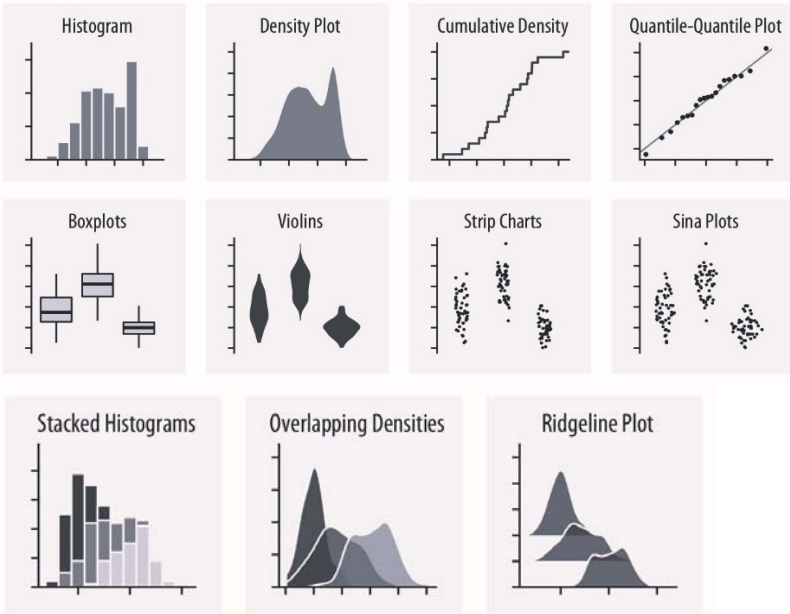 Histogram
Density Plot
Cumulative Density
Quantile-Quantile Plot
Boxplots
Violins
Strip Charts
Sina Plots
Stacked Histograms
Overlapping Densities
Ridgeline Plot